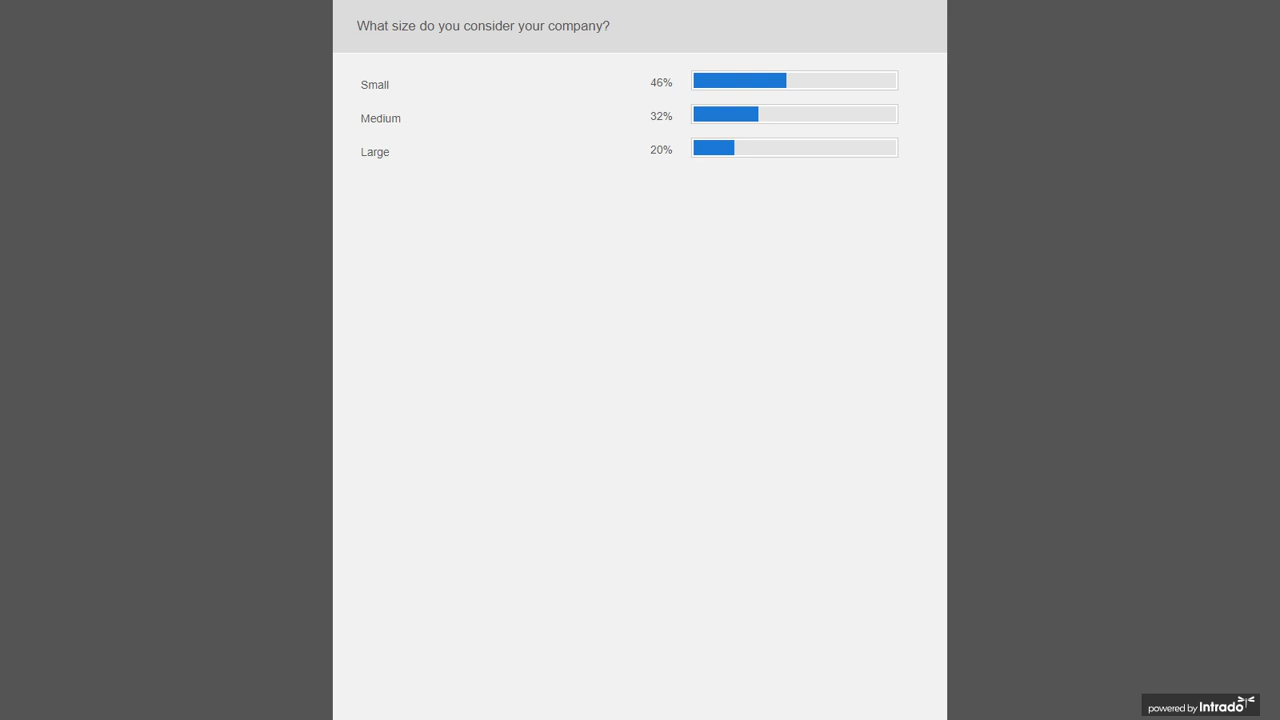 What size do you consider your company?
Small 46%
Medium 32%
Large 20%
powered by Intrado